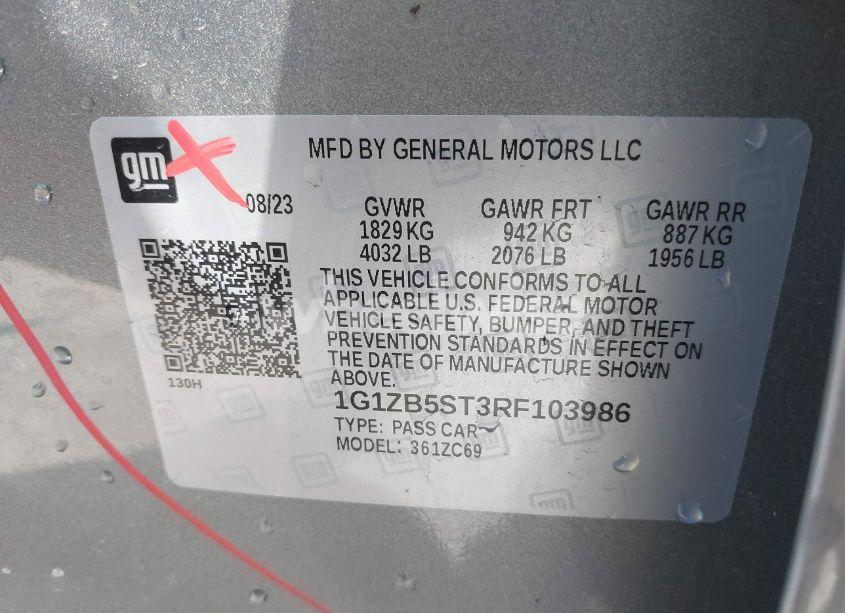 gm
MFD BY GENERAL MOTORS LLC
08/23
GVWR GAWR FRT GAWR RR
1829 KG 942 KG 887 KG
4032 LB 2076 LB 1956 LB
THIS VEHICLE CONFORMS TO ALL
APPLICABLE U.S. FEDERAL MOTOR
VEHICLE SAFETY, BUMPER, AND THEFT
PREVENTION STANDARDS IN EFFECT ON
THE DATE OF MANUFACTURE SHOWN
ABOVE.
130H
1G1ZB5ST3RF103986
TYPE: PASS CAR
MODEL: 361ZC69